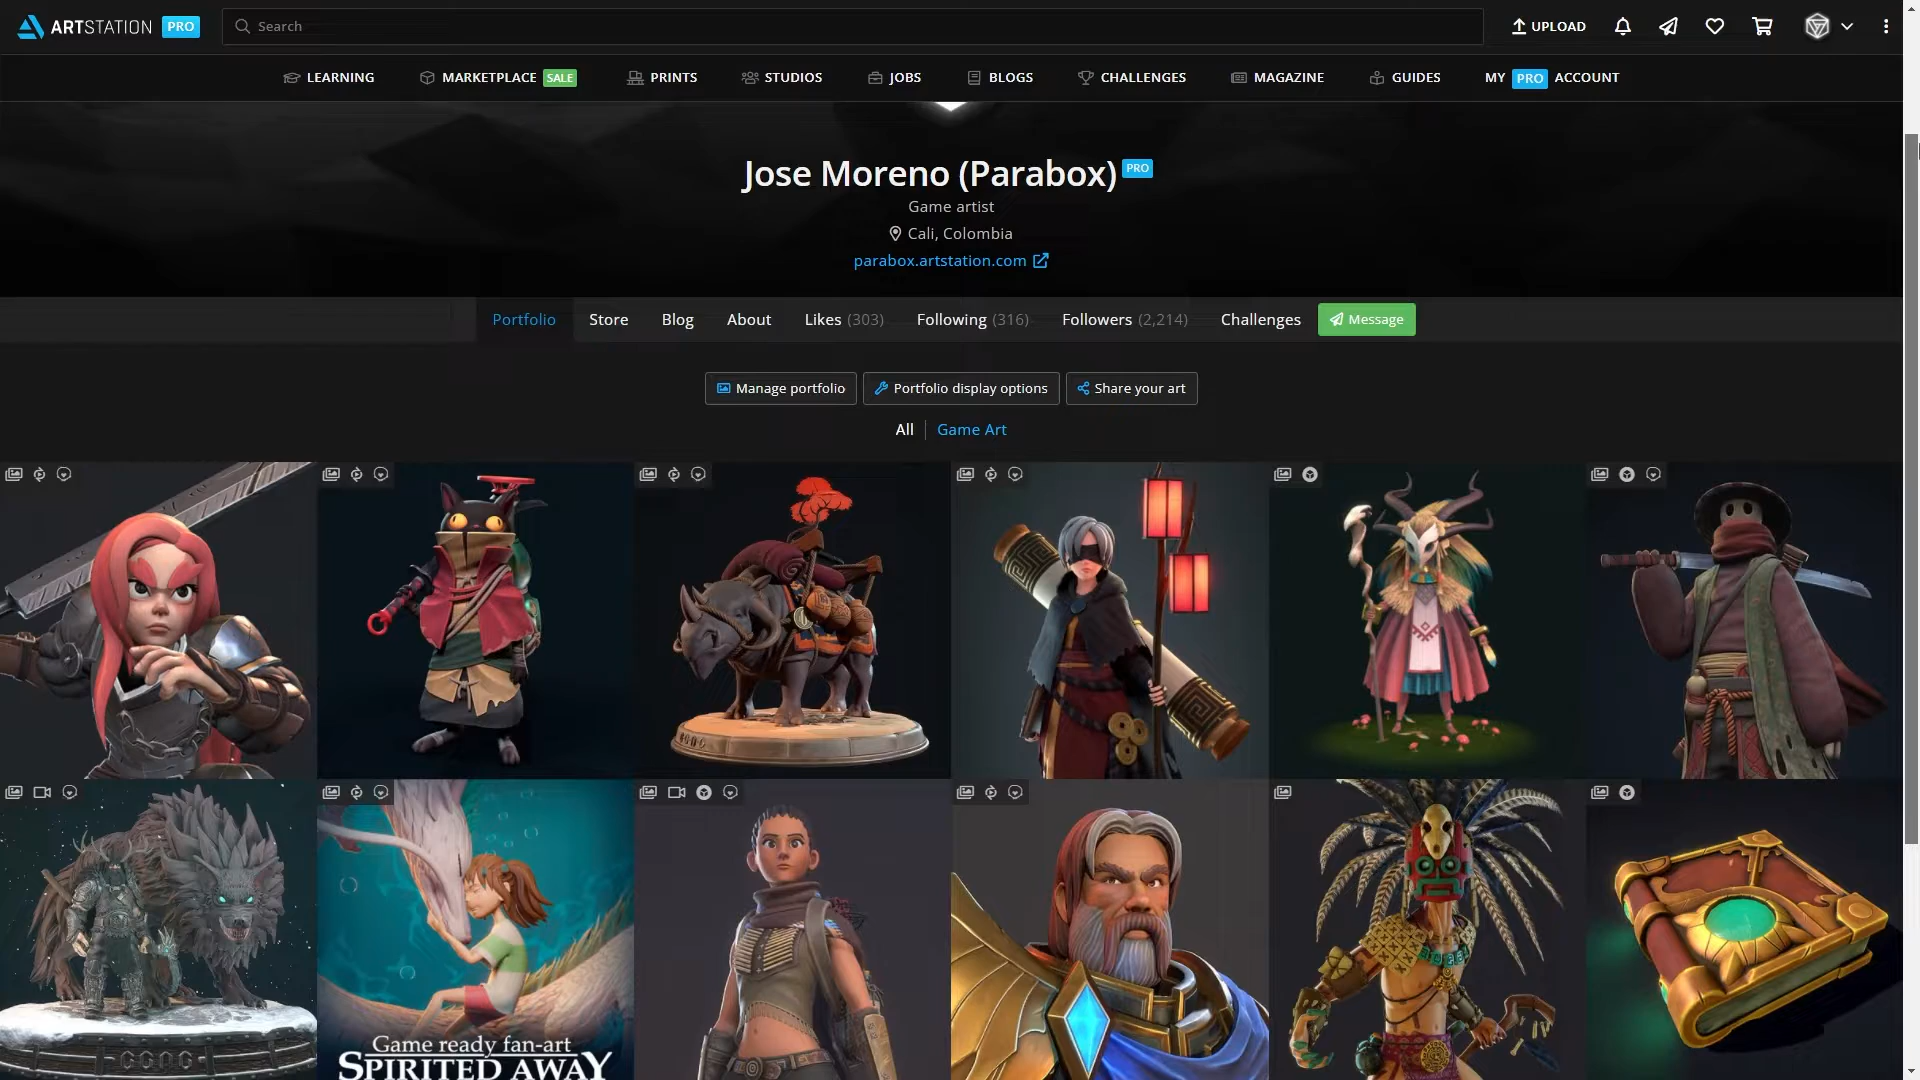 ARTSTATION PRO
Search
UPLOAD
LEARNING
MARKETPLACE SALE
PRINTS
STUDIOS
JOBS
BLOGS
CHALLENGES
MAGAZINE
GUIDES
MY PRO ACCOUNT
Jose Moreno (Parabox) PRO
Game artist
Cali, Colombia
parabox.artstation.com
Portfolio
Store
Blog
About
Likes (303)
Following (316)
Followers (2,214)
Challenges
Message
Manage portfolio
Portfolio display options
Share your art
All
Game Art
Game ready fan-art
SPIRITED AWAY